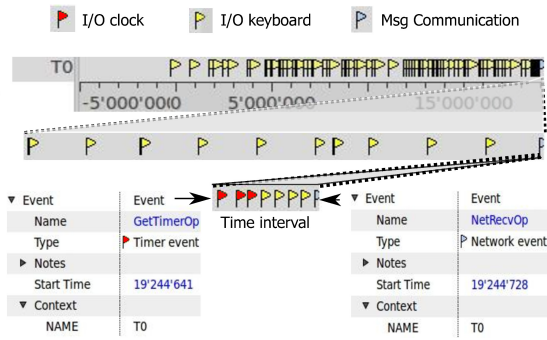 I/O clock I/O keyboard Msg Communication
T0
-5'000'000 5'000'000 15'000'000
Time interval
Event Event
Name GetTimerOp
Type Timer event
Notes
Start Time 19'244'641
Context
NAME T0
Event Event
Name NetRecvOp
Type Network event
Notes
Start Time 19'244'728
Context
NAME T0